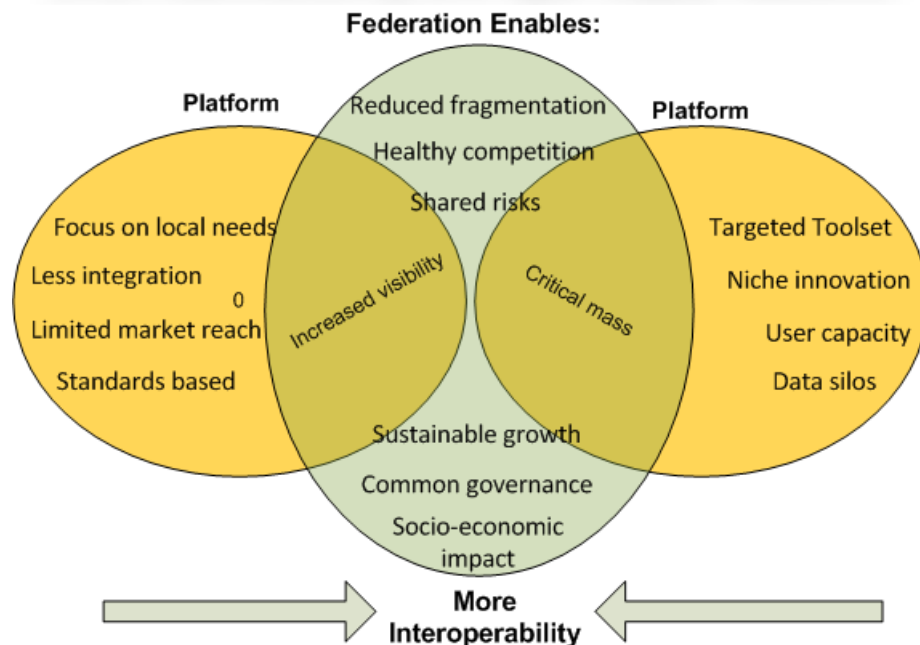 Federation Enables:
Platform
Platform
Reduced fragmentation
Healthy competition
Shared risks
Focus on local needs
Less integration
0
Limited market reach
Standards based
Increased visibility
Critical mass
Targeted Toolset
Niche innovation
User capacity
Data silos
Sustainable growth
Common governance
Socio-economic
impact
More
Interoperability